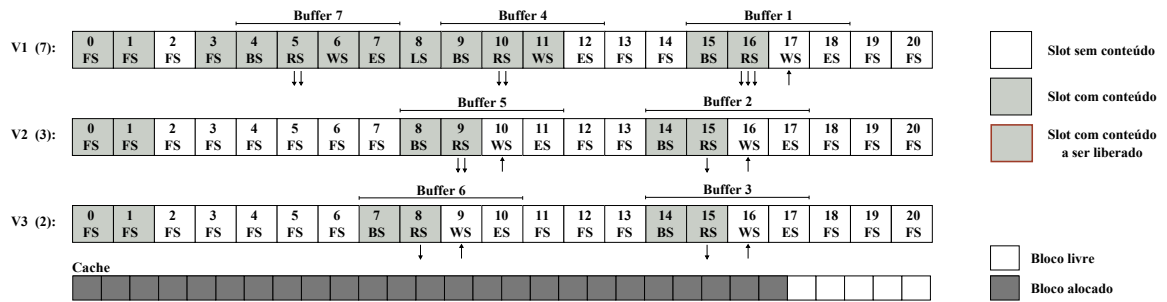 Buffer 7 Buffer 4 Buffer 1
V1 (7): 0 1 2 3 4 5 6 7 8 9 10 11 12 13 14 15 16 17 18 19 20
FS FS FS FS BS RS WS ES LS BS RS WS ES FS FS BS RS WS ES FS FS
Slot sem conteúdo
Slot com conteúdo
Buffer 5 Buffer 2
V2 (3): 0 1 2 3 4 5 6 7 8 9 10 11 12 13 14 15 16 17 18 19 20
FS FS FS FS FS FS FS FS BS RS WS ES FS FS BS RS WS ES FS FS FS
Slot com conteúdo
a ser liberado
Buffer 6 Buffer 3
V3 (2): 0 1 2 3 4 5 6 7 8 9 10 11 12 13 14 15 16 17 18 19 20
FS FS FS FS FS FS FS BS RS WS ES FS FS FS BS RS WS ES FS FS FS
Cache
Bloco livre
Bloco alocado